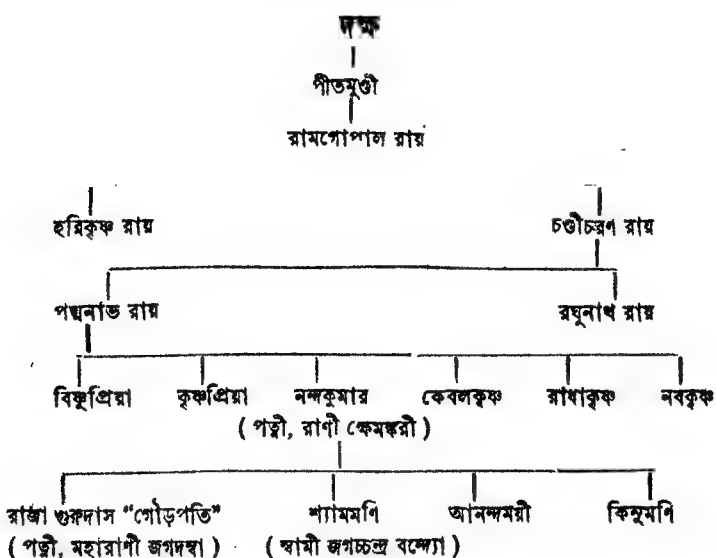 দক্ষ
পীতমুণ্ডী
রামগোপাল রায়
হরিকৃষ্ণ রায় চণ্ডীচরণ রায়
পদ্মনাভ রায় রঘুনাথ রায়
বিষ্ণুপ্রিয়া কৃষ্ণপ্রিয়া নন্দকুমার কেবলকৃষ্ণ রাধাকৃষ্ণ নবকৃষ্ণ
( পত্নী, রাণী ক্ষেমঙ্করী )
রাজা গুরুদাস “গৌড়পতি” শ্যামমণি আনন্দময়ী কিনুমণি
( পত্নী, মহারাণী জগদম্বা ) ( স্বামী জগচ্চন্দ্র বন্দ্যো )